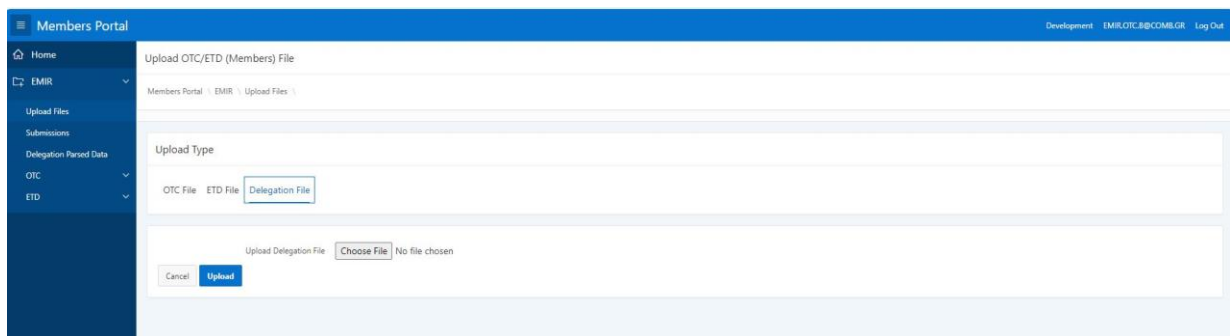 Members Portal
Development EMIR.OTC.B@COMB.GR Log Out
Home
EMIR
Upload Files
Submissions
Delegation Parsed Data
OTC
ETD
Upload OTC/ETD (Members) File
Members Portal \ EMIR \ Upload Files \
Upload Type
OTC File ETD File Delegation File
Upload Delegation File Choose File No file chosen
Cancel Upload